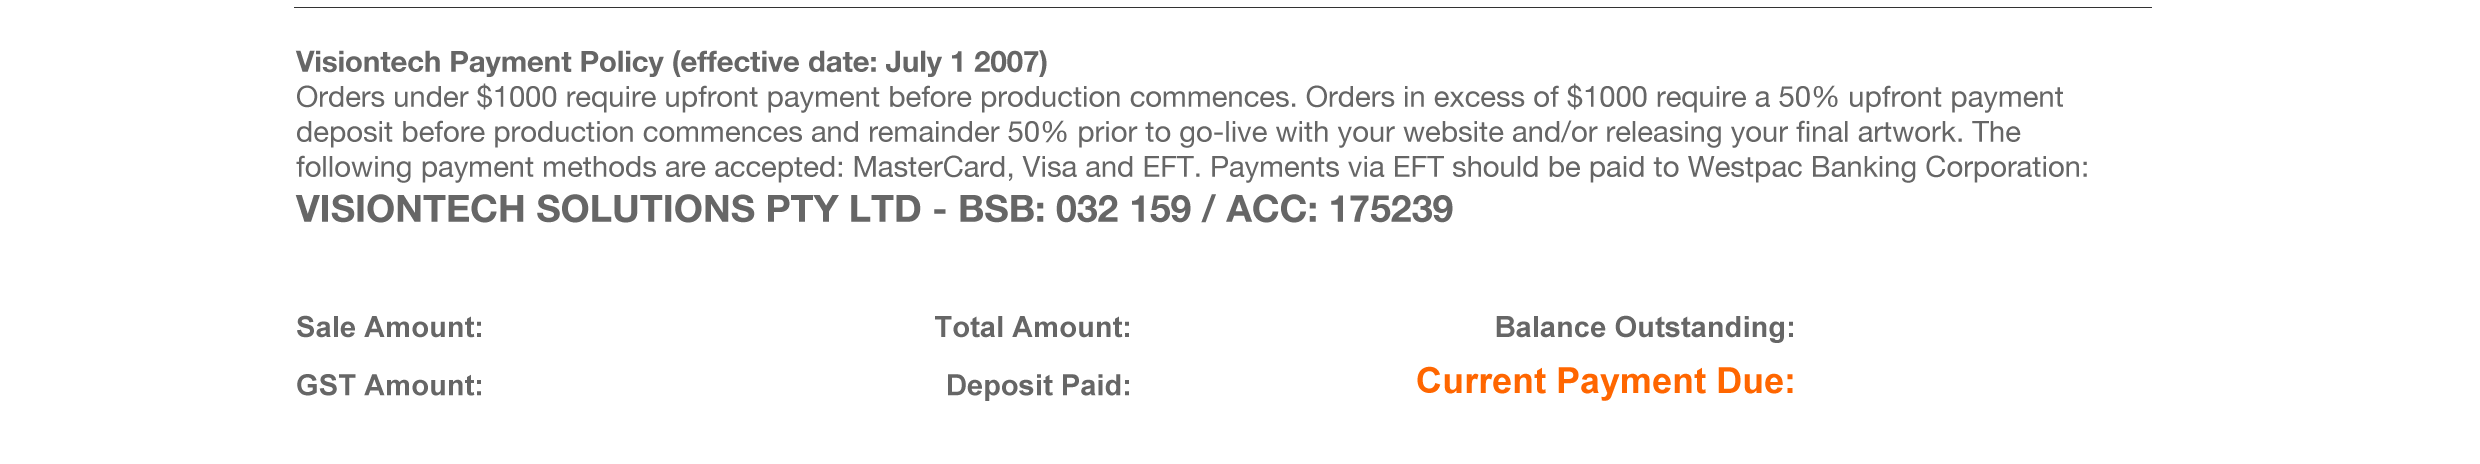 Visiontech Payment Policy (effective date: July 1 2007)
Orders under $1000 require upfront payment before production commences. Orders in excess of $1000 require a 50% upfront payment
deposit before production commences and remainder 50% prior to go-live with your website and/or releasing your final artwork. The
following payment methods are accepted: MasterCard, Visa and EFT. Payments via EFT should be paid to Westpac Banking Corporation:
VISIONTECH SOLUTIONS PTY LTD - BSB: 032 159 / ACC: 175239
Sale Amount: Total Amount: Balance Outstanding:
GST Amount: Deposit Paid: Current Payment Due: